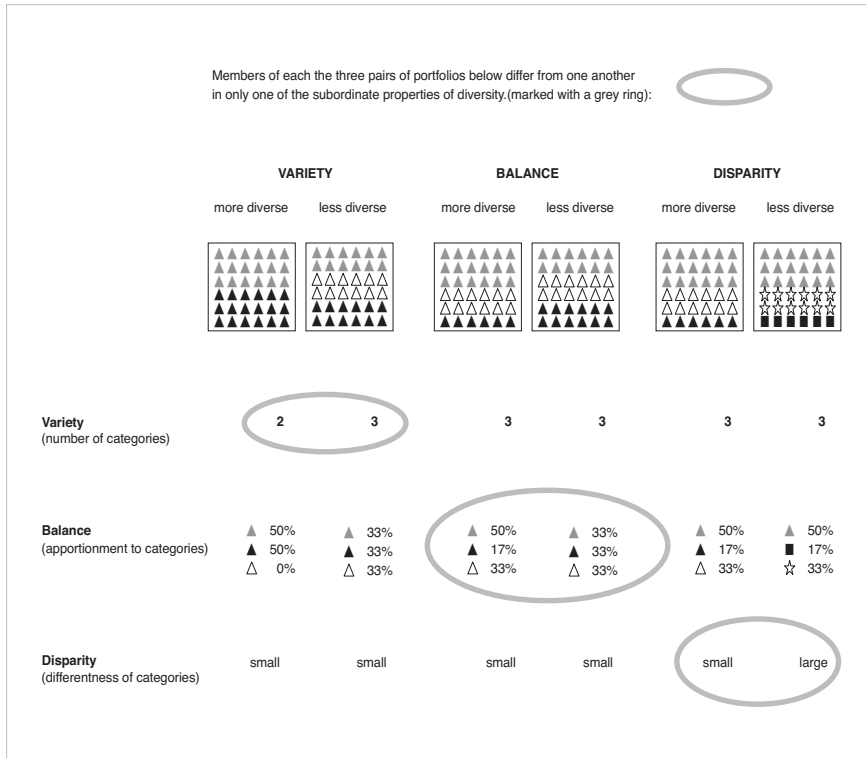 Members of each the three pairs of portfolios below differ from one another
in only one of the subordinate properties of diversity.(marked with a grey ring):
VARIETY BALANCE DISPARITY
more diverse less diverse more diverse less diverse more diverse less diverse
Variety 2 3 3 3 3 3
(number of categories)
Balance 50% 33% 50% 33% 50% 50%
(apportionment to categories) 50% 33% 17% 33% 17% 17%
0% 33% 33% 33% 33% 33%
Disparity small small small small small large
(differentness of categories)